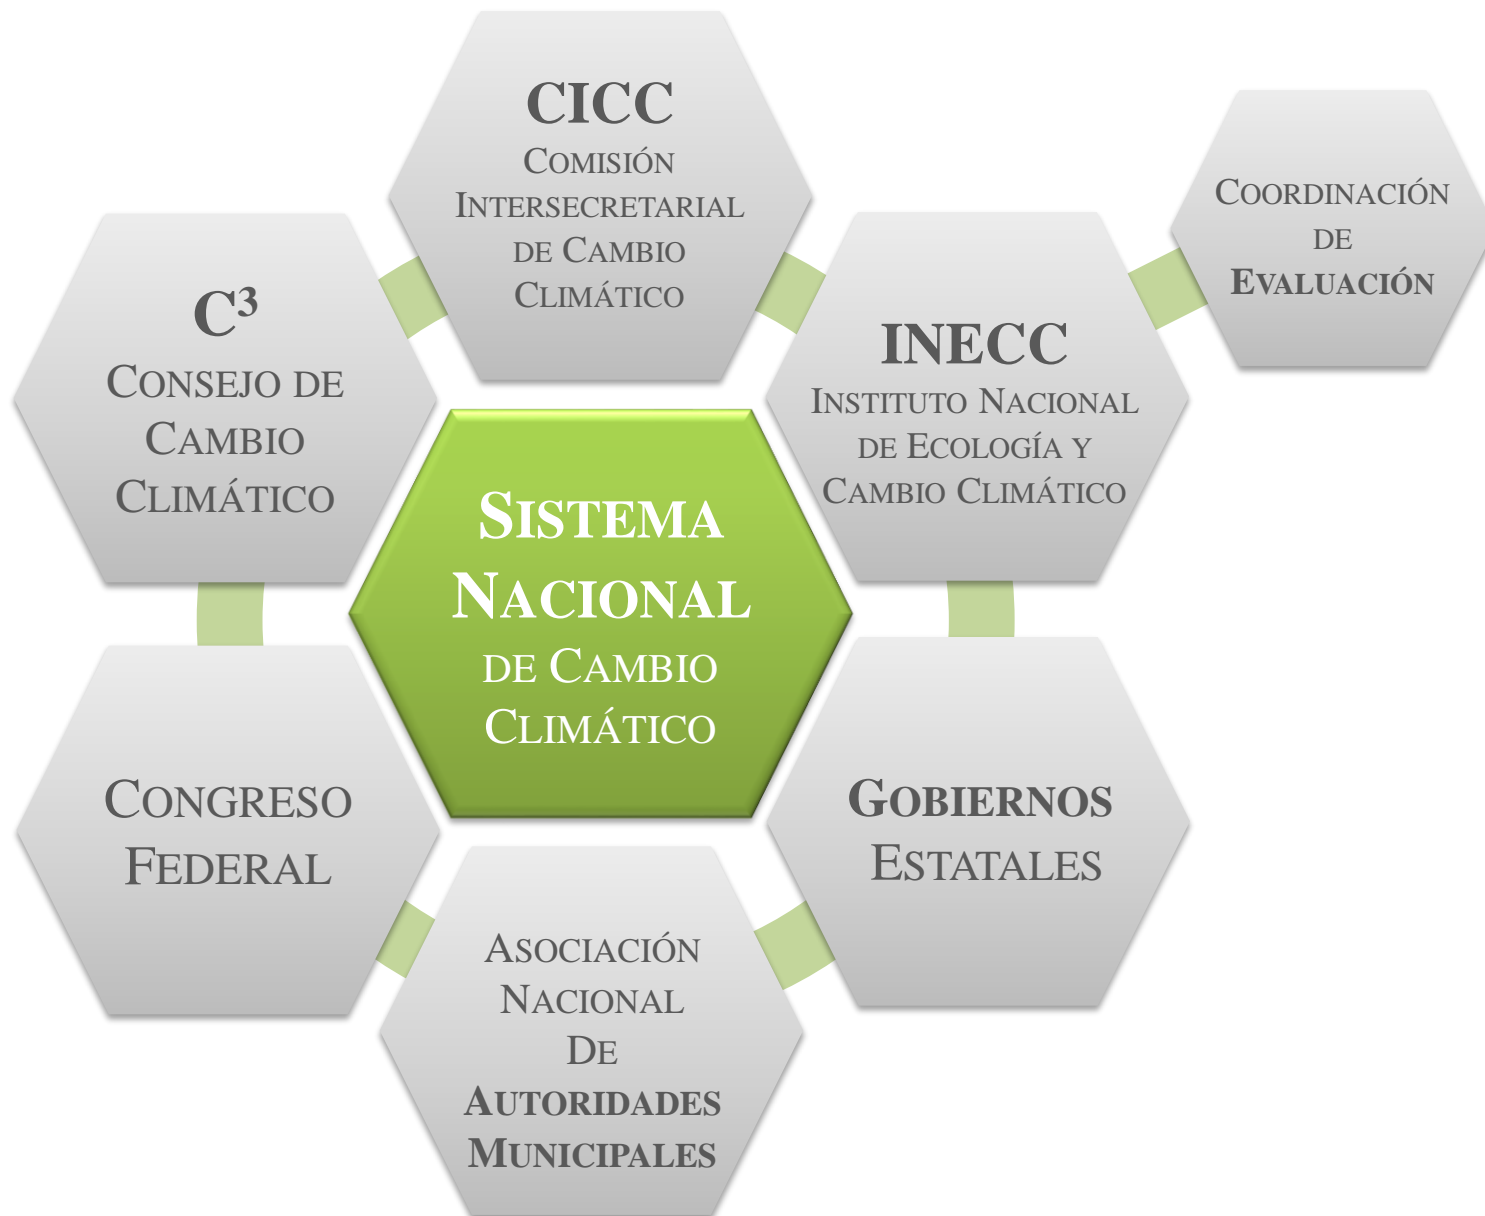 CICC
COMISIÓN
INTERSECRETARIAL
DE CAMBIO
CLIMÁTICO
COORDINACIÓN
DE
EVALUACIÓN
C³
CONSEJO DE
CAMBIO
CLIMÁTICO
INECC
INSTITUTO NACIONAL
DE ECOLOGÍA Y
CAMBIO CLIMÁTICO
SISTEMA
NACIONAL
DE CAMBIO
CLIMÁTICO
CONGRESO
FEDERAL
GOBIERNOS
ESTATALES
ASOCIACIÓN
NACIONAL
DE
AUTORIDADES
MUNICIPALES